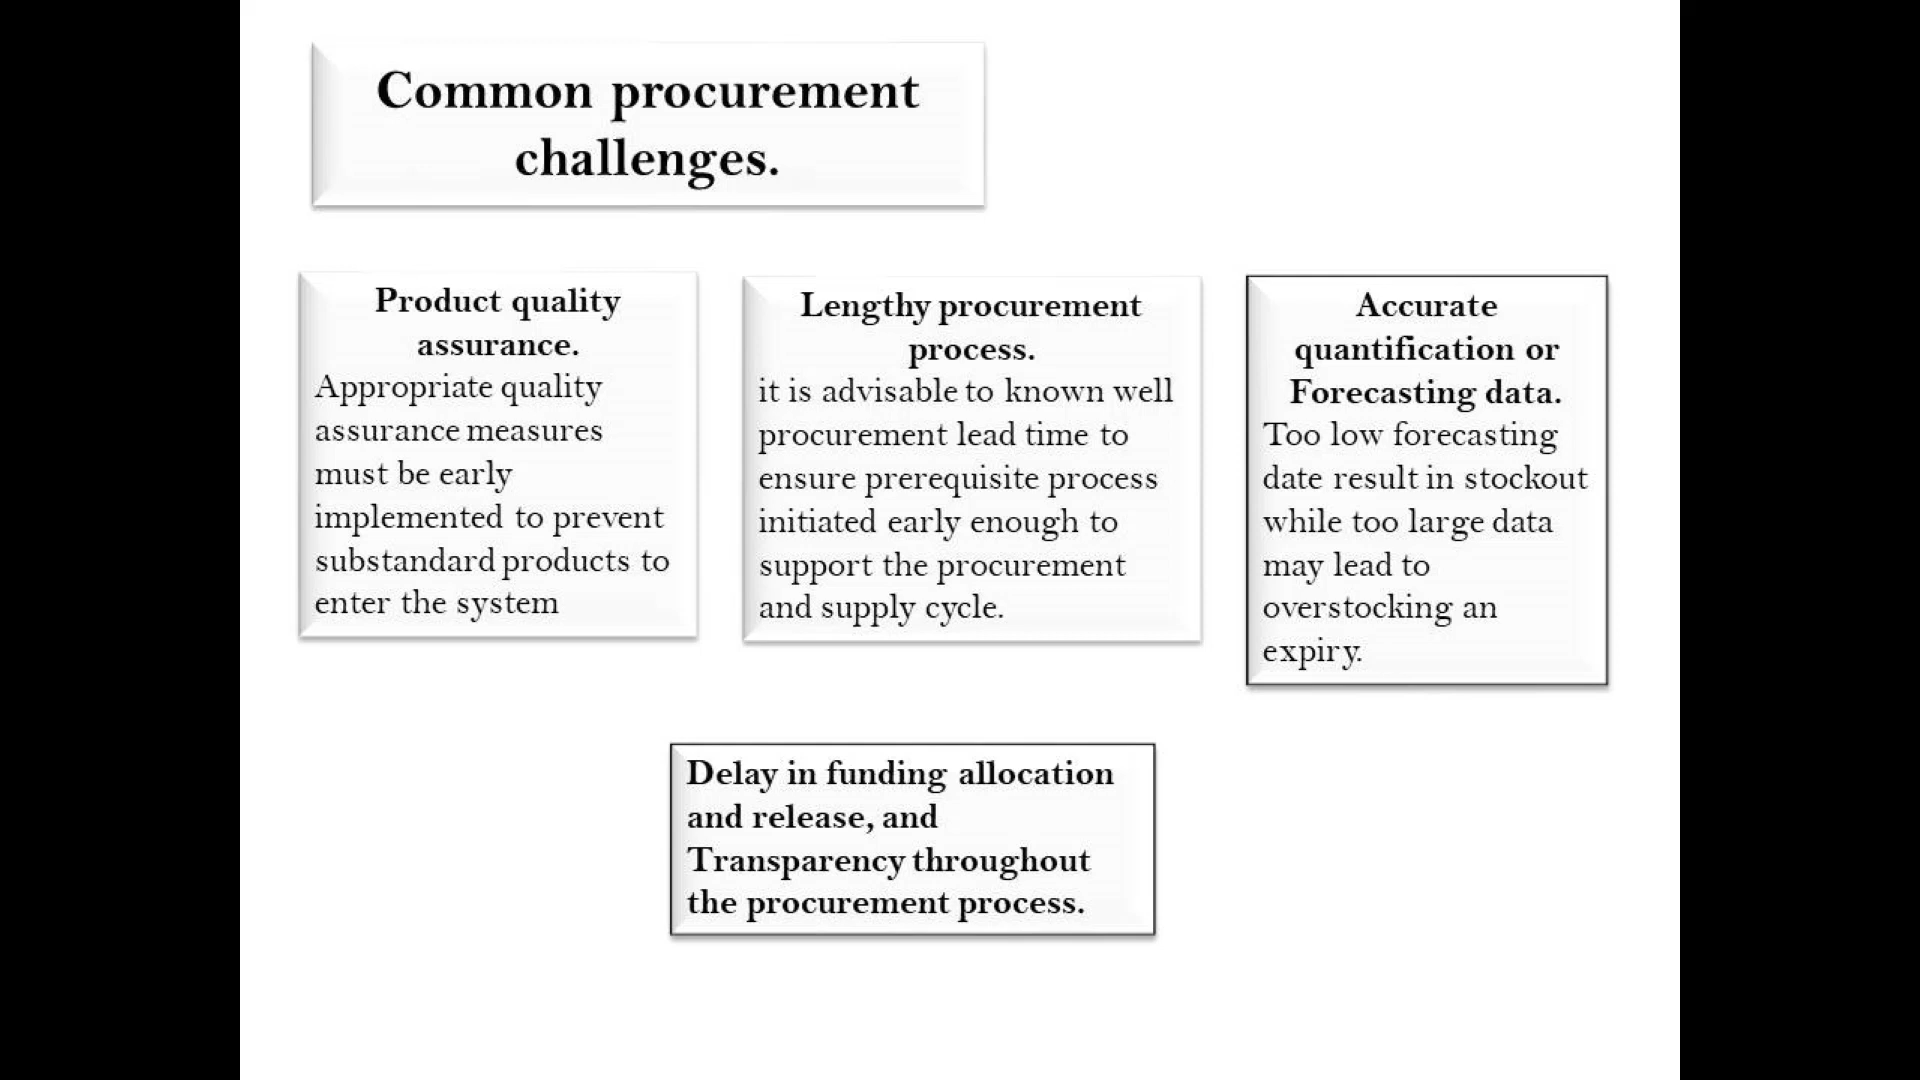 Common procurement
challenges.
Product quality
assurance.
Appropriate quality
assurance measures
must be early
implemented to prevent
substandard products to
enter the system
Lengthy procurement
process.
it is advisable to known well
procurement lead time to
ensure prerequisite process
initiated early enough to
support the procurement
and supply cycle.
Accurate
quantification or
Forecasting data.
Too low forecasting
date result in stockout
while too large data
may lead to
overstocking an
expiry.
Delay in funding allocation
and release, and
Transparency throughout
the procurement process.